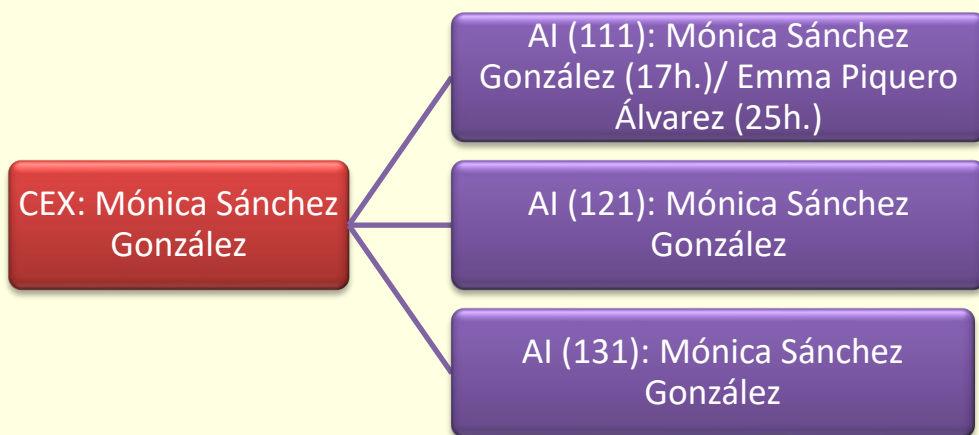 CEX: Mónica Sánchez
González
AI (111): Mónica Sánchez
González (17h.)/ Emma Piquero
Álvarez (25h.)
AI (121): Mónica Sánchez
González
AI (131): Mónica Sánchez
González